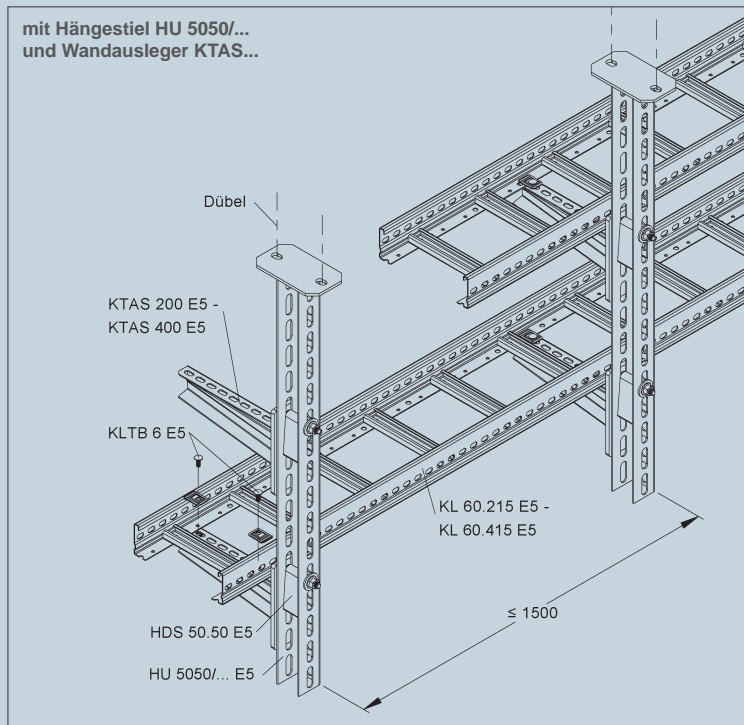 mit Hängestiel HU 5050/...
und Wandausleger KTAS...
Dübel
KTAS 200 E5 -
KTAS 400 E5
KLTB 6 E5
KL 60.215 E5 -
KL 60.415 E5
≤ 1500
HDS 50.50 E5
HU 5050/... E5